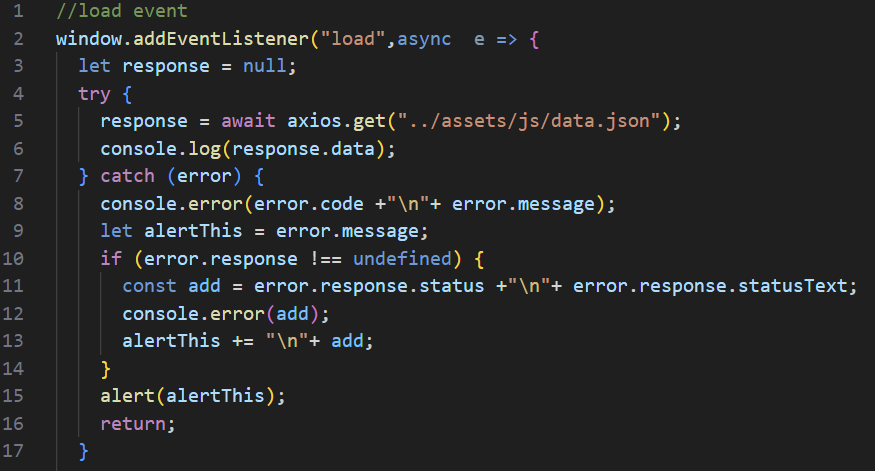 1 //load event
2 window.addEventListener("load",async  e => {
3   let response = null;
4   try {
5     response = await axios.get("../assets/js/data.json");
6     console.log(response.data);
7   } catch (error) {
8     console.error(error.code +"\n"+ error.message);
9     let alertThis = error.message;
10     if (error.response !== undefined) {
11       const add = error.response.status +"\n"+ error.response.statusText;
12       console.error(add);
13       alertThis += "\n"+ add;
14     }
15     alert(alertThis);
16     return;
17   }